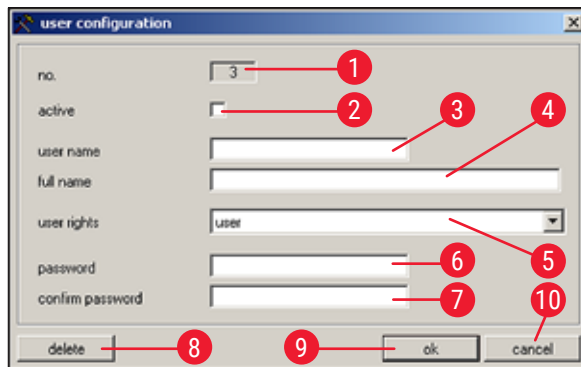 user configuration
no. 3 1
active 2
user name 3
full name 4
user rights user 5
password 6
confirm password 7
delete 8 9 ok cancel 10